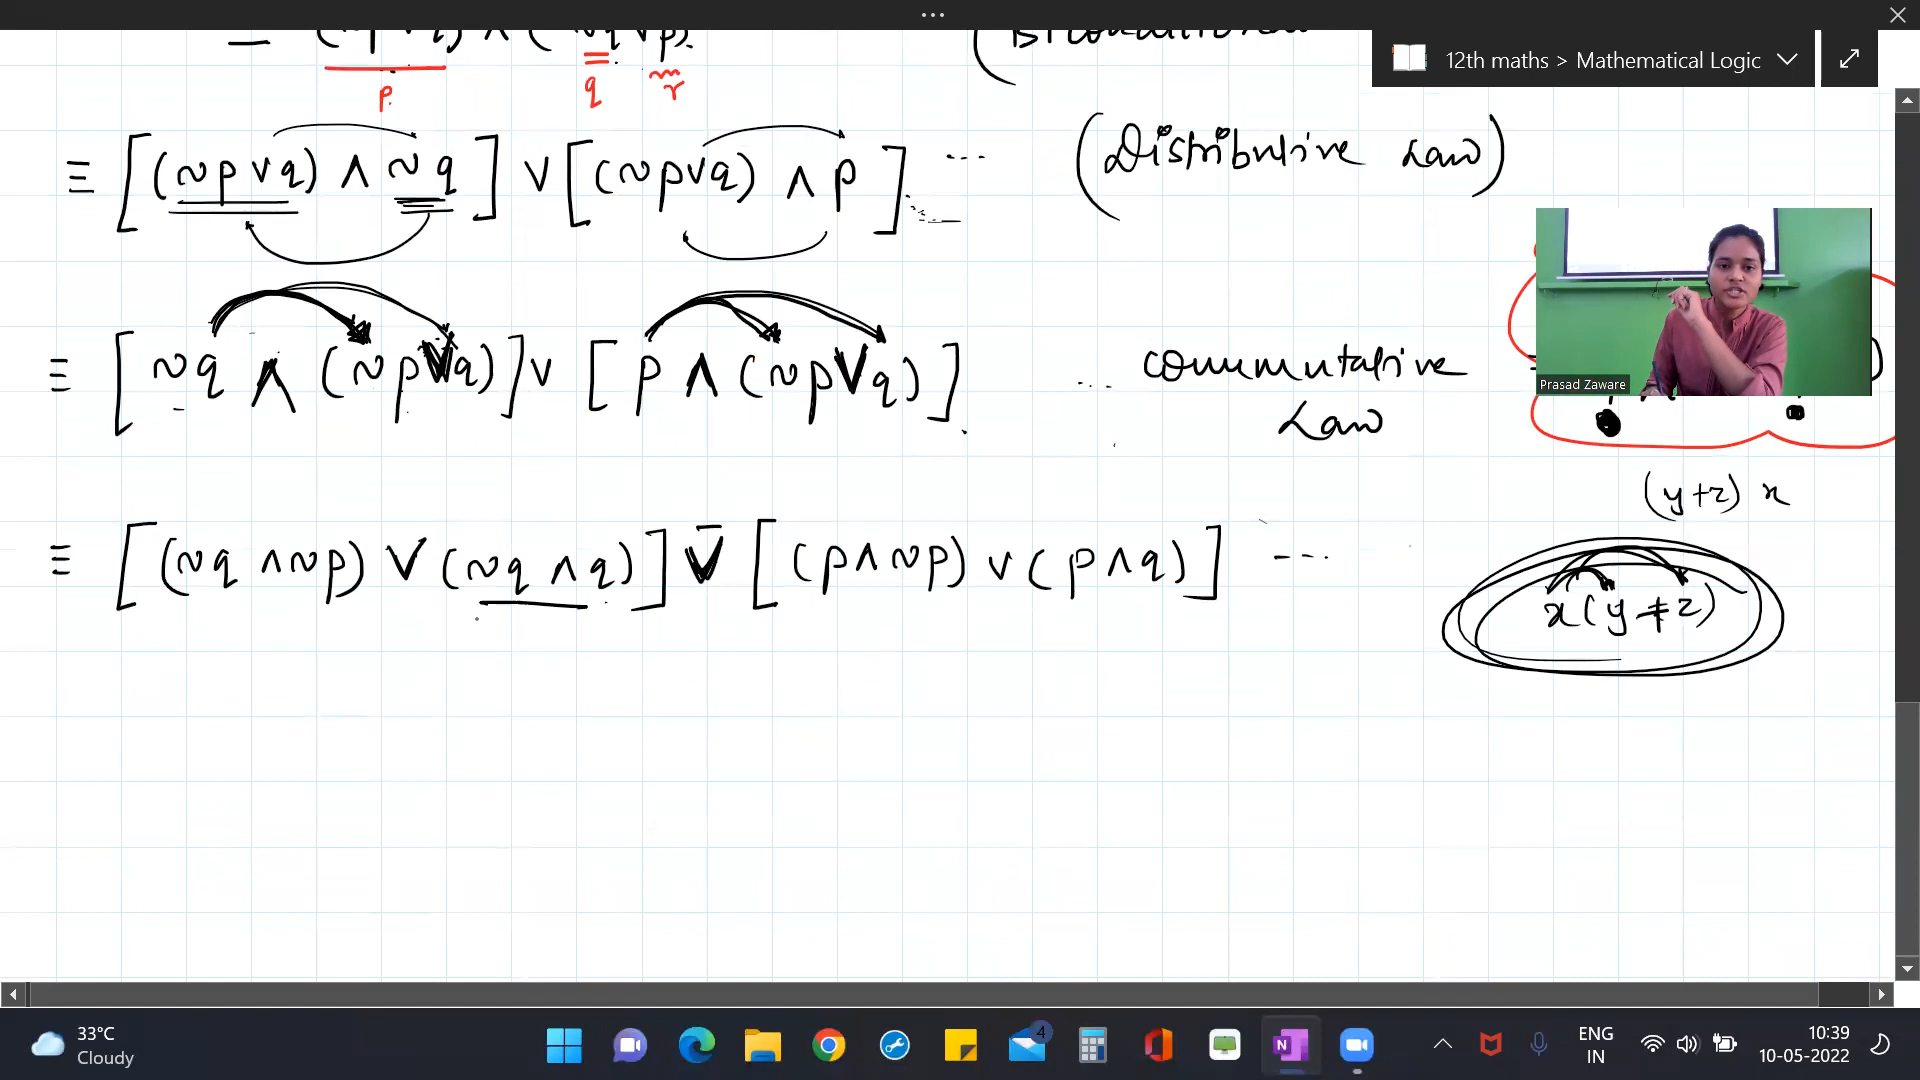 12th maths > Mathematical Logic
p. q r
≡ [(~p∨q) ∧ ~q] ∨ [(~p∨q) ∧ p] ... (Distributive Law)
Prasad Zaware
≡ [~q ∧ (~p∨q)] ∨ [p ∧ (~p∨q)] ... commutative
Law
(y+z) x
≡ [(~q ∧ ~p) ∨ (~q ∧ q)] ∨ [(p ∧ ~p) ∨ (p ∧ q)] ...
x(y+z)
33°C
Cloudy
4
ENG
IN
10:39
10-05-2022